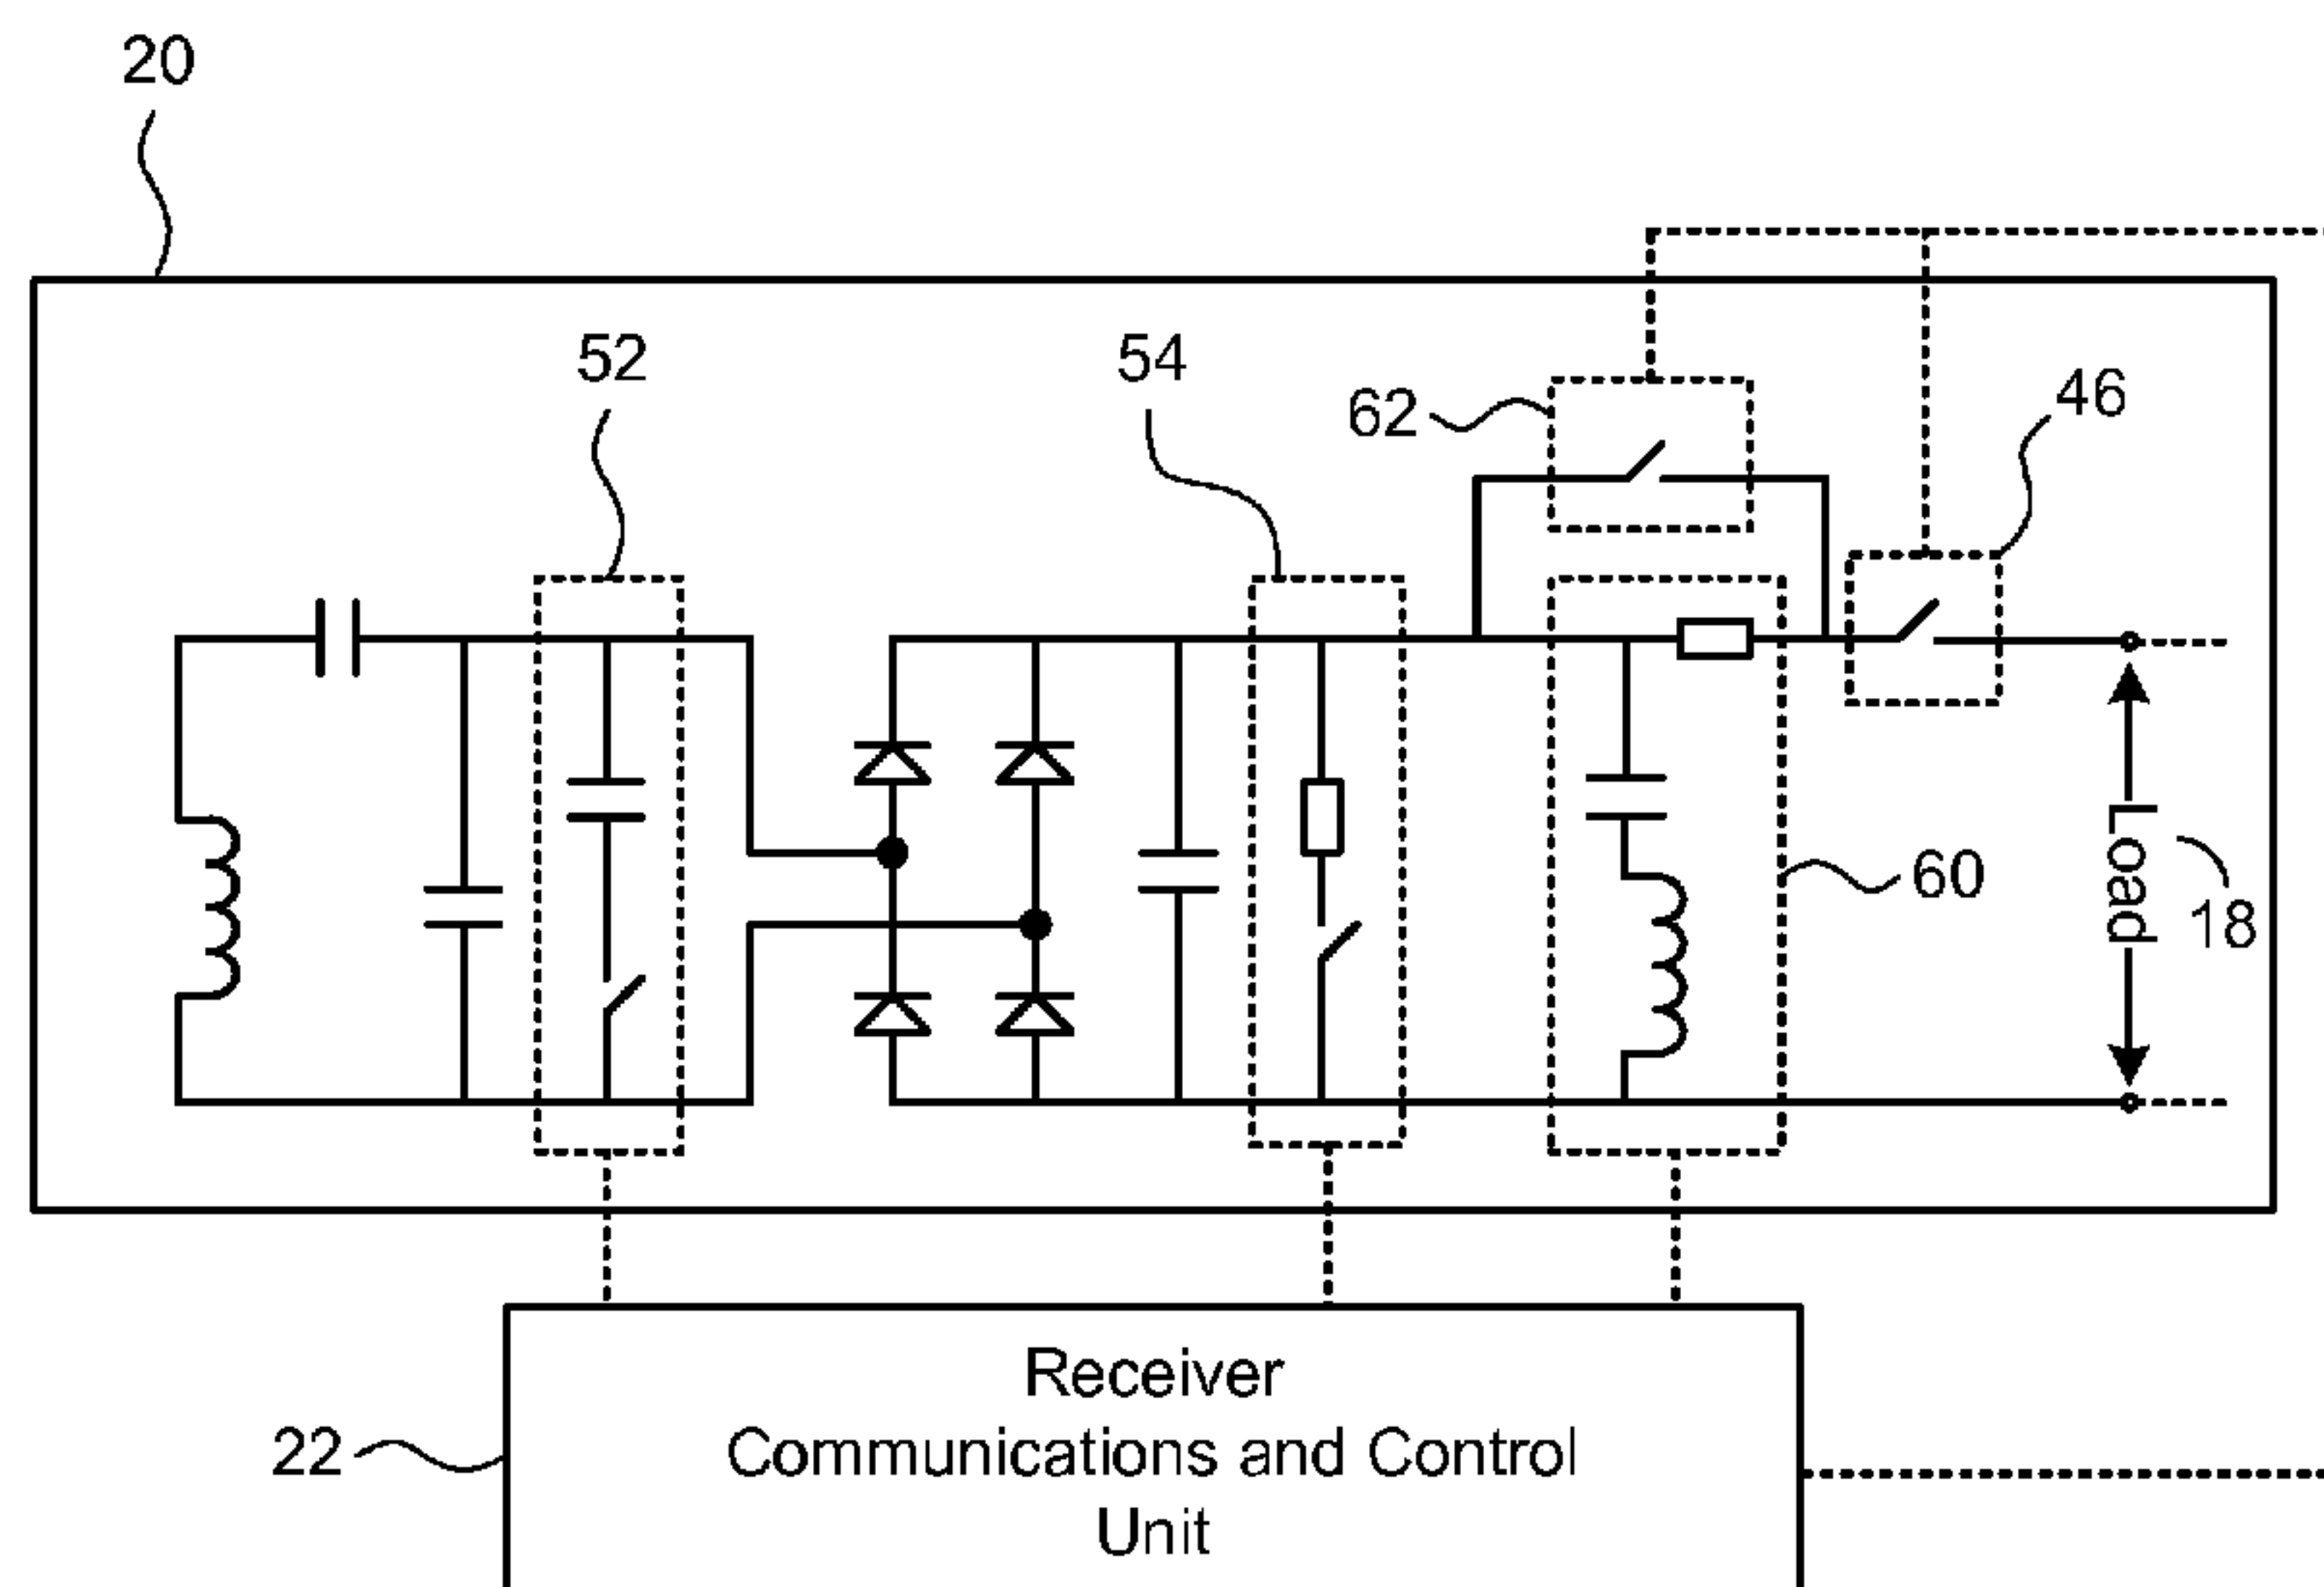 20
52
54
62
46
60
Load
18
Receiver
Communications and Control
Unit
22